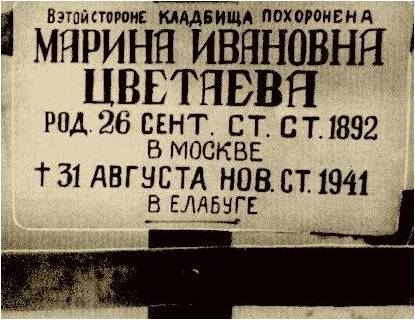 В этой стороне кладбища похоронена
МАРИНА ИВАНОВНА
ЦВЕТАЕВА
РОД. 26 СЕНТ. СТ. СТ. 1892
В МОСКВЕ
† 31 АВГУСТА НОВ. СТ. 1941
В ЕЛАБУГЕ